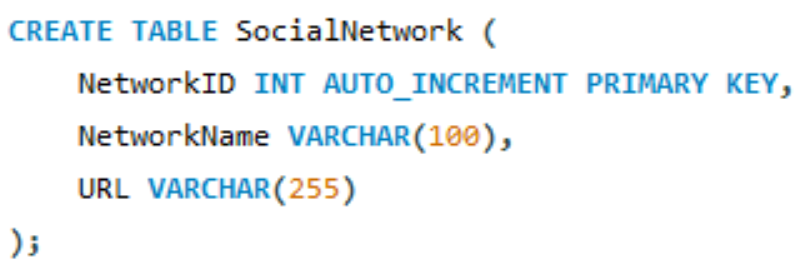 CREATE TABLE SocialNetwork (
    NetworkID INT AUTO_INCREMENT PRIMARY KEY,
    NetworkName VARCHAR(100),
    URL VARCHAR(255)
);